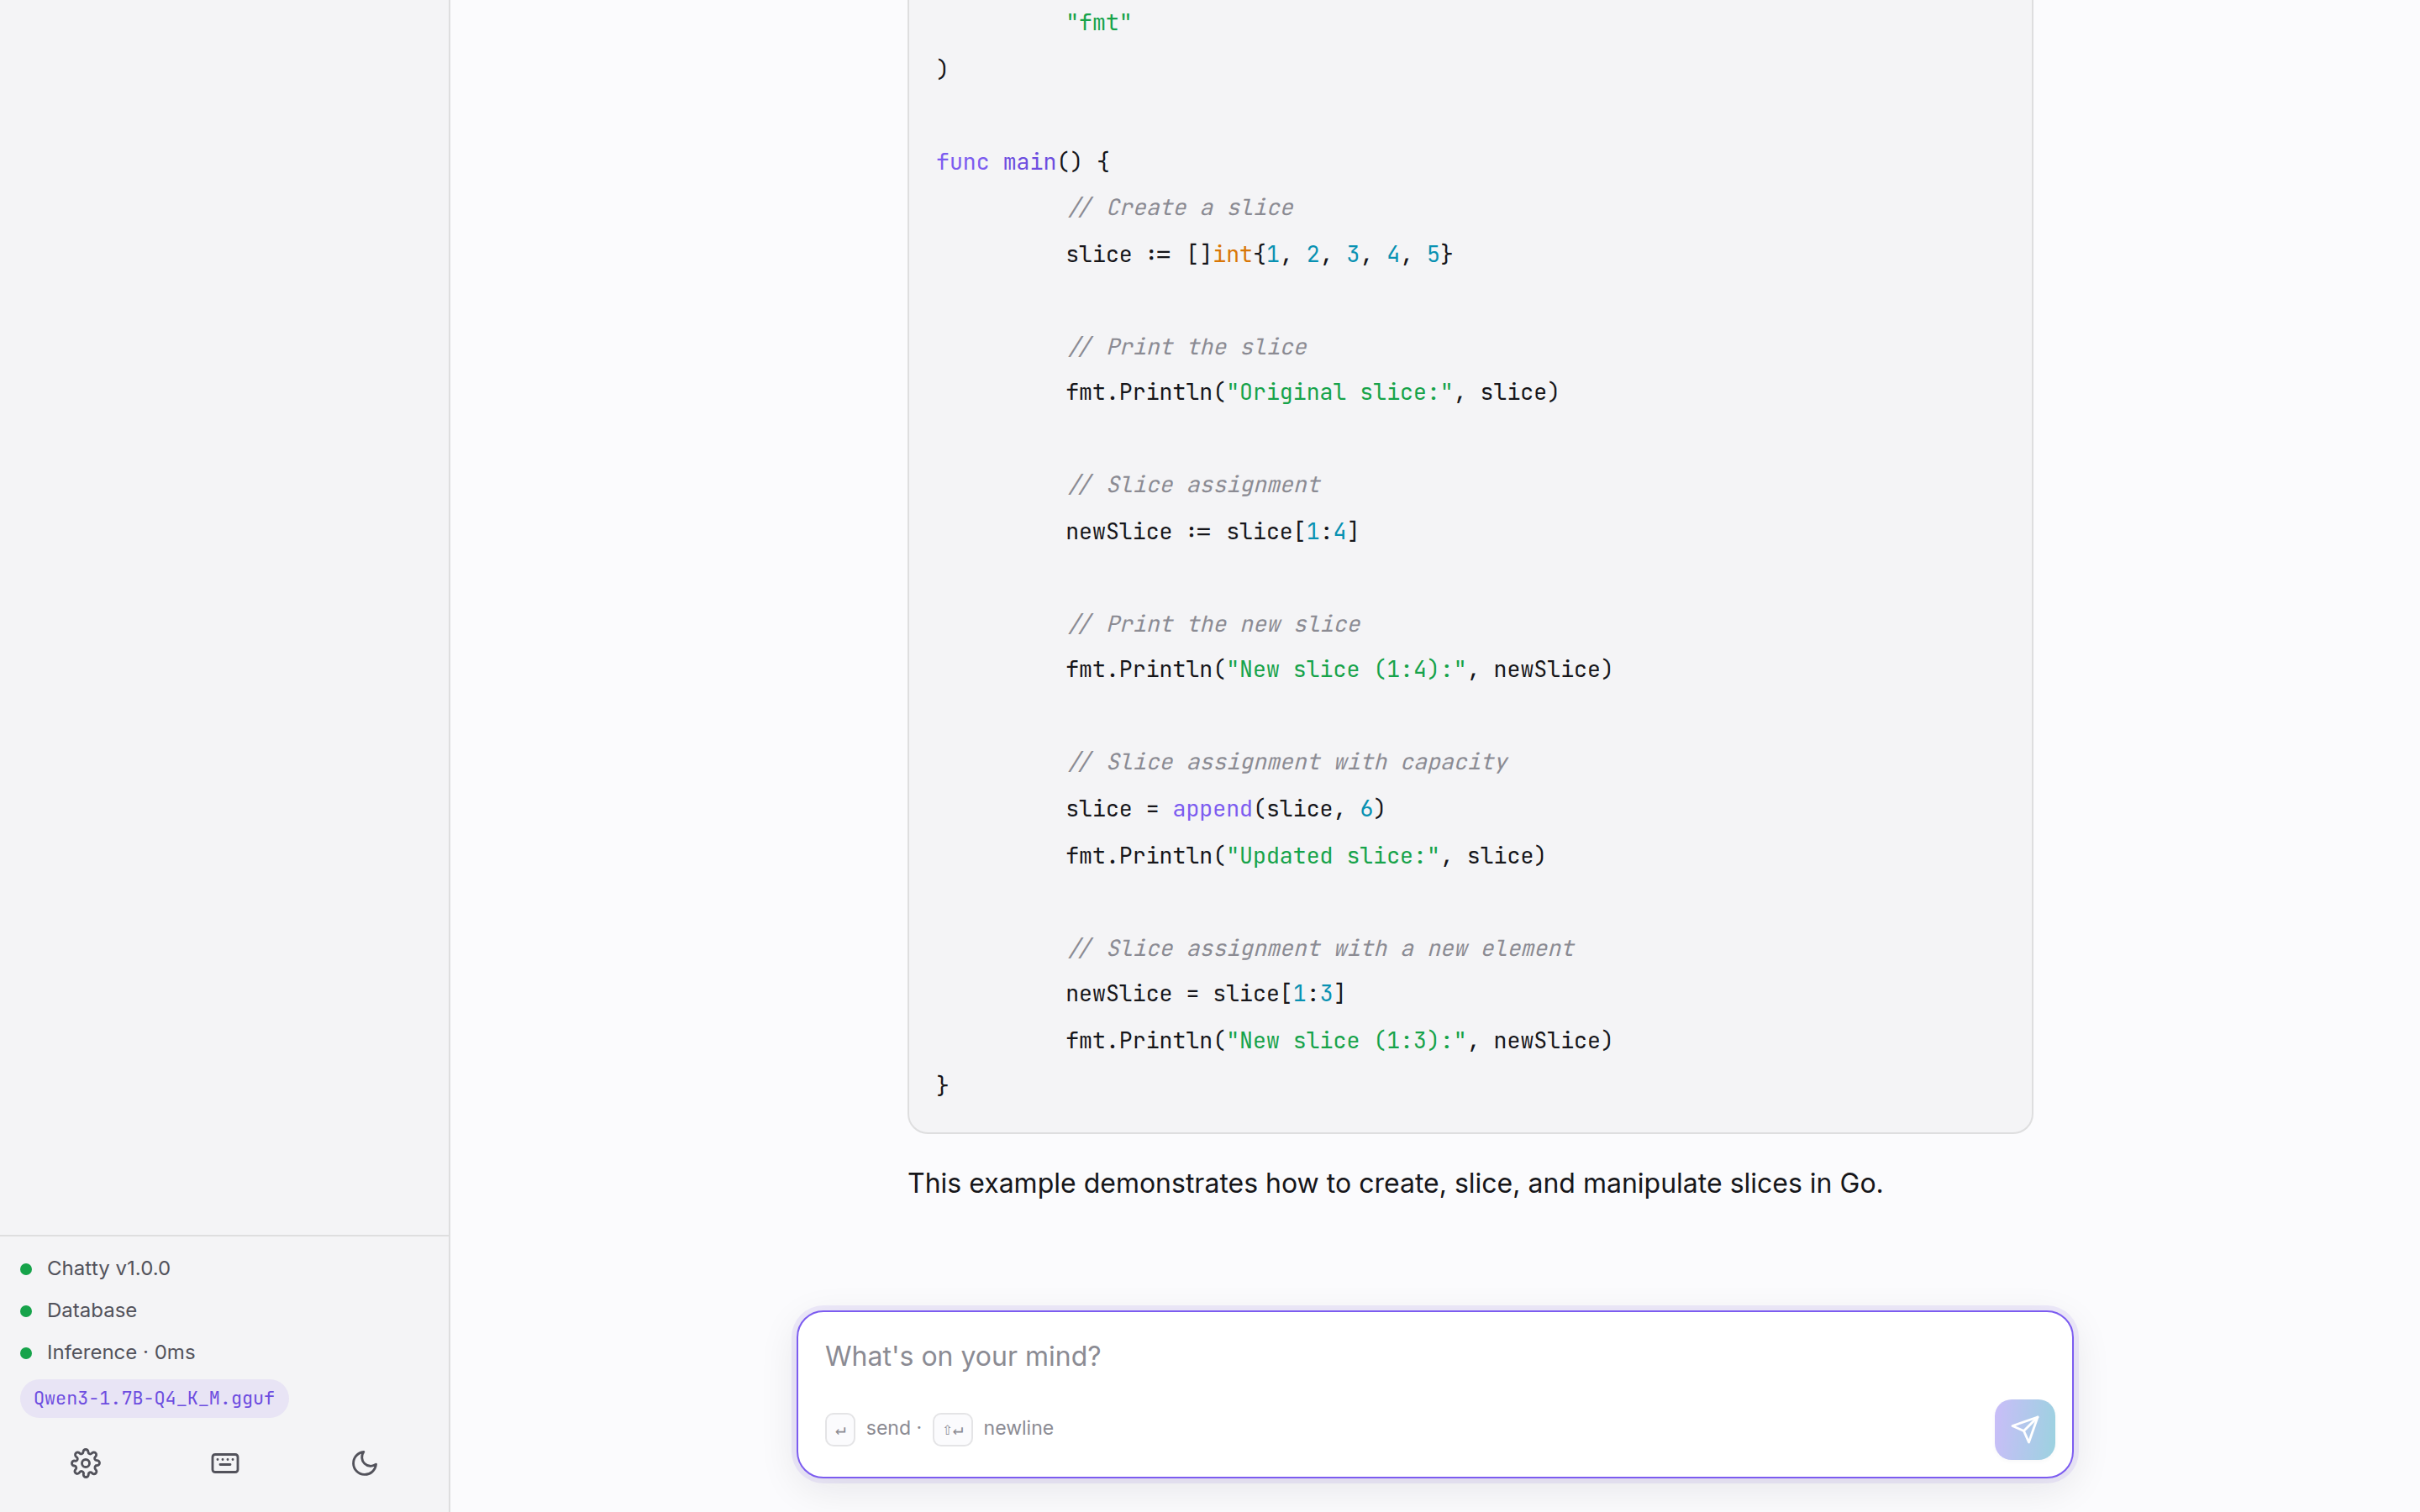 "fmt"
)
func main() {
// Create a slice
slice := []int{1, 2, 3, 4, 5}
// Print the slice
fmt.Println("Original slice:", slice)
// Slice assignment
newSlice := slice[1:4]
// Print the new slice
fmt.Println("New slice (1:4):", newSlice)
// Slice assignment with capacity
slice = append(slice, 6)
fmt.Println("Updated slice:", slice)
// Slice assignment with a new element
newSlice = slice[1:3]
fmt.Println("New slice (1:3):", newSlice)
}
This example demonstrates how to create, slice, and manipulate slices in Go.
Chatty v1.0.0
Database
Inference · 0ms
Qwen3-1.7B-Q4_K_M.gguf
What's on your mind?
↵ send · ⇧↵ newline